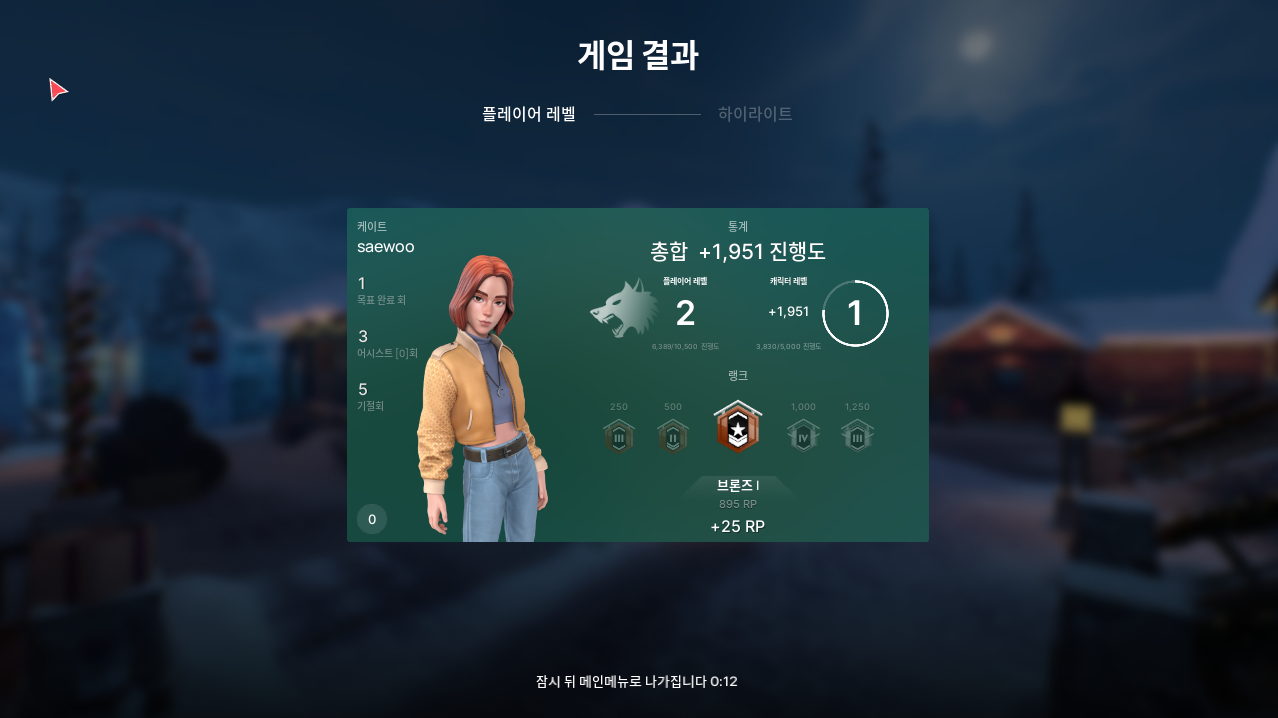 게임 결과
플레이어 레벨
하이라이트
케이트
saewoo
1
목표 완료 회
3
어시스트 [0]회
5
기절회
0
통계
총합 +1,951 진행도
플레이어 레벨
2
6,389/10,500 진행도
캐릭터 레벨
+1,951
1
3,830/5,000 진행도
랭크
250
500
1,000
1,250
III
II
IV
III
브론즈 I
895 RP
+25 RP
잠시 뒤 메인메뉴로 나가집니다 0:12